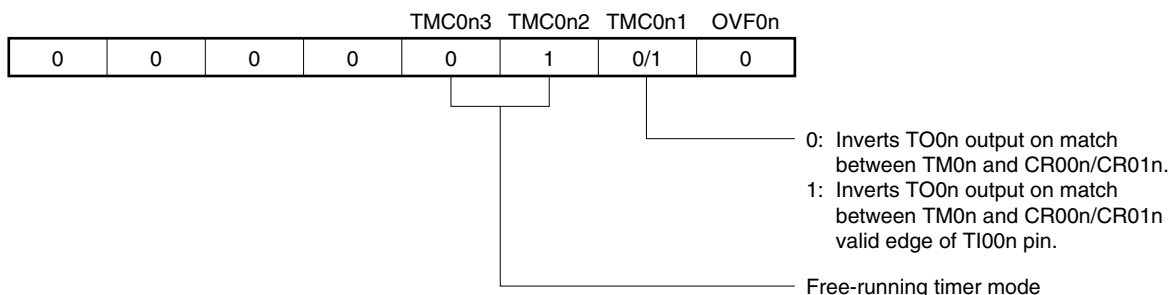 TMC0n3 TMC0n2 TMC0n1 OVF0n
0 0 0 0 0 1 0/1 0
0: Inverts TO0n output on match
between TM0n and CR00n/CR01n.
1: Inverts TO0n output on match
between TM0n and CR00n/CR01n
valid edge of TI00n pin.
Free-running timer mode